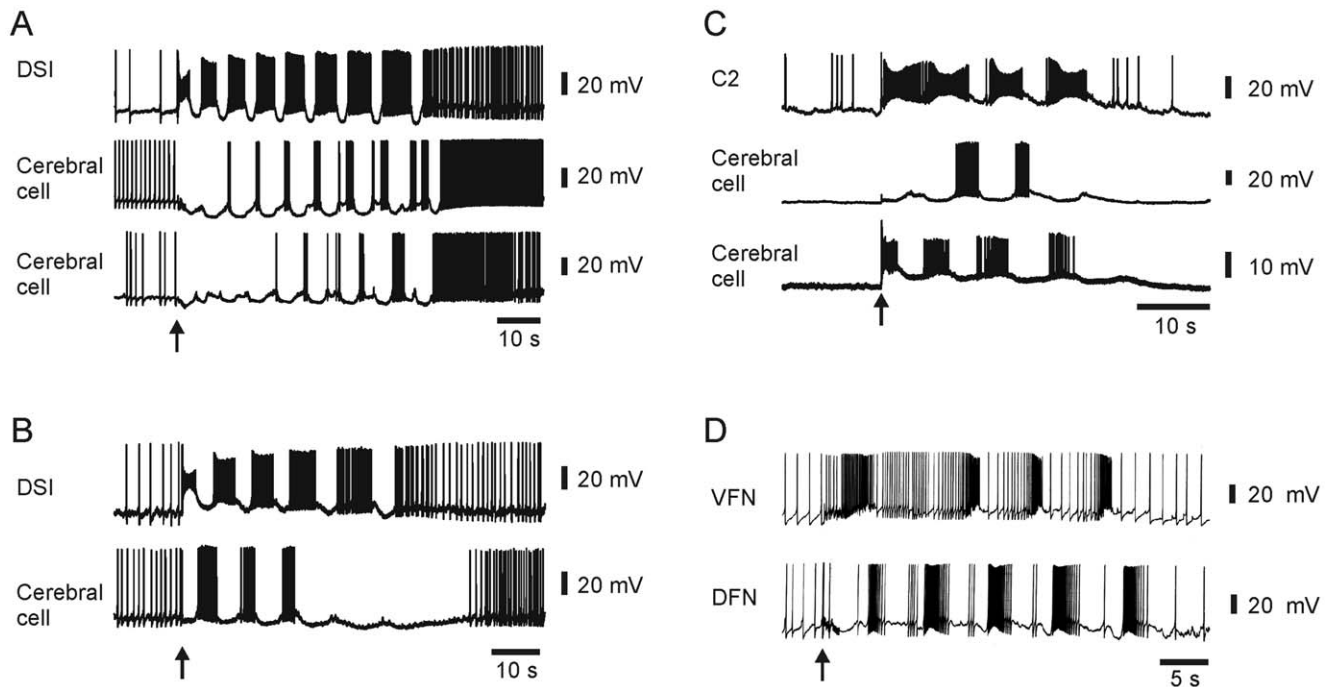 A
DSI
20 mV
Cerebral
cell
20 mV
Cerebral
cell
20 mV
10 s
B
DSI
20 mV
Cerebral
cell
20 mV
10 s
C
C2
20 mV
Cerebral
cell
20 mV
Cerebral
cell
10 mV
10 s
D
VFN
20 mV
DFN
20 mV
5 s